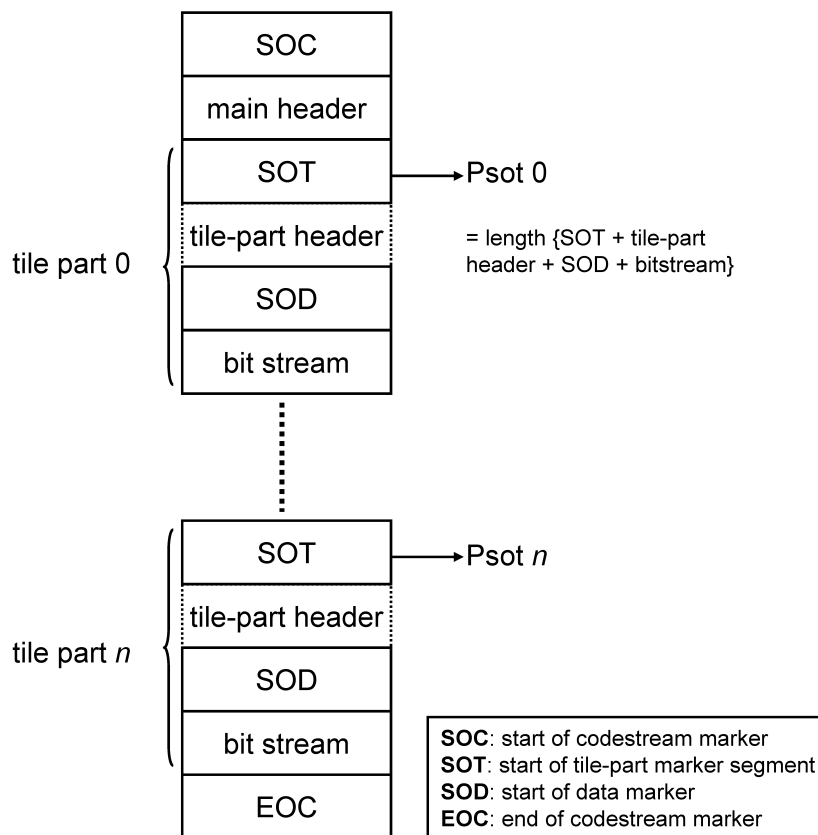 SOC
main header
SOT
Psot 0
tile-part header
= length {SOT + tile-part
header + SOD + bitstream}
tile part 0
SOD
bit stream
SOT
Psot n
tile-part header
tile part n
SOD
bit stream
EOC
SOC: start of codestream marker
SOT: start of tile-part marker segment
SOD: start of data marker
EOC: end of codestream marker